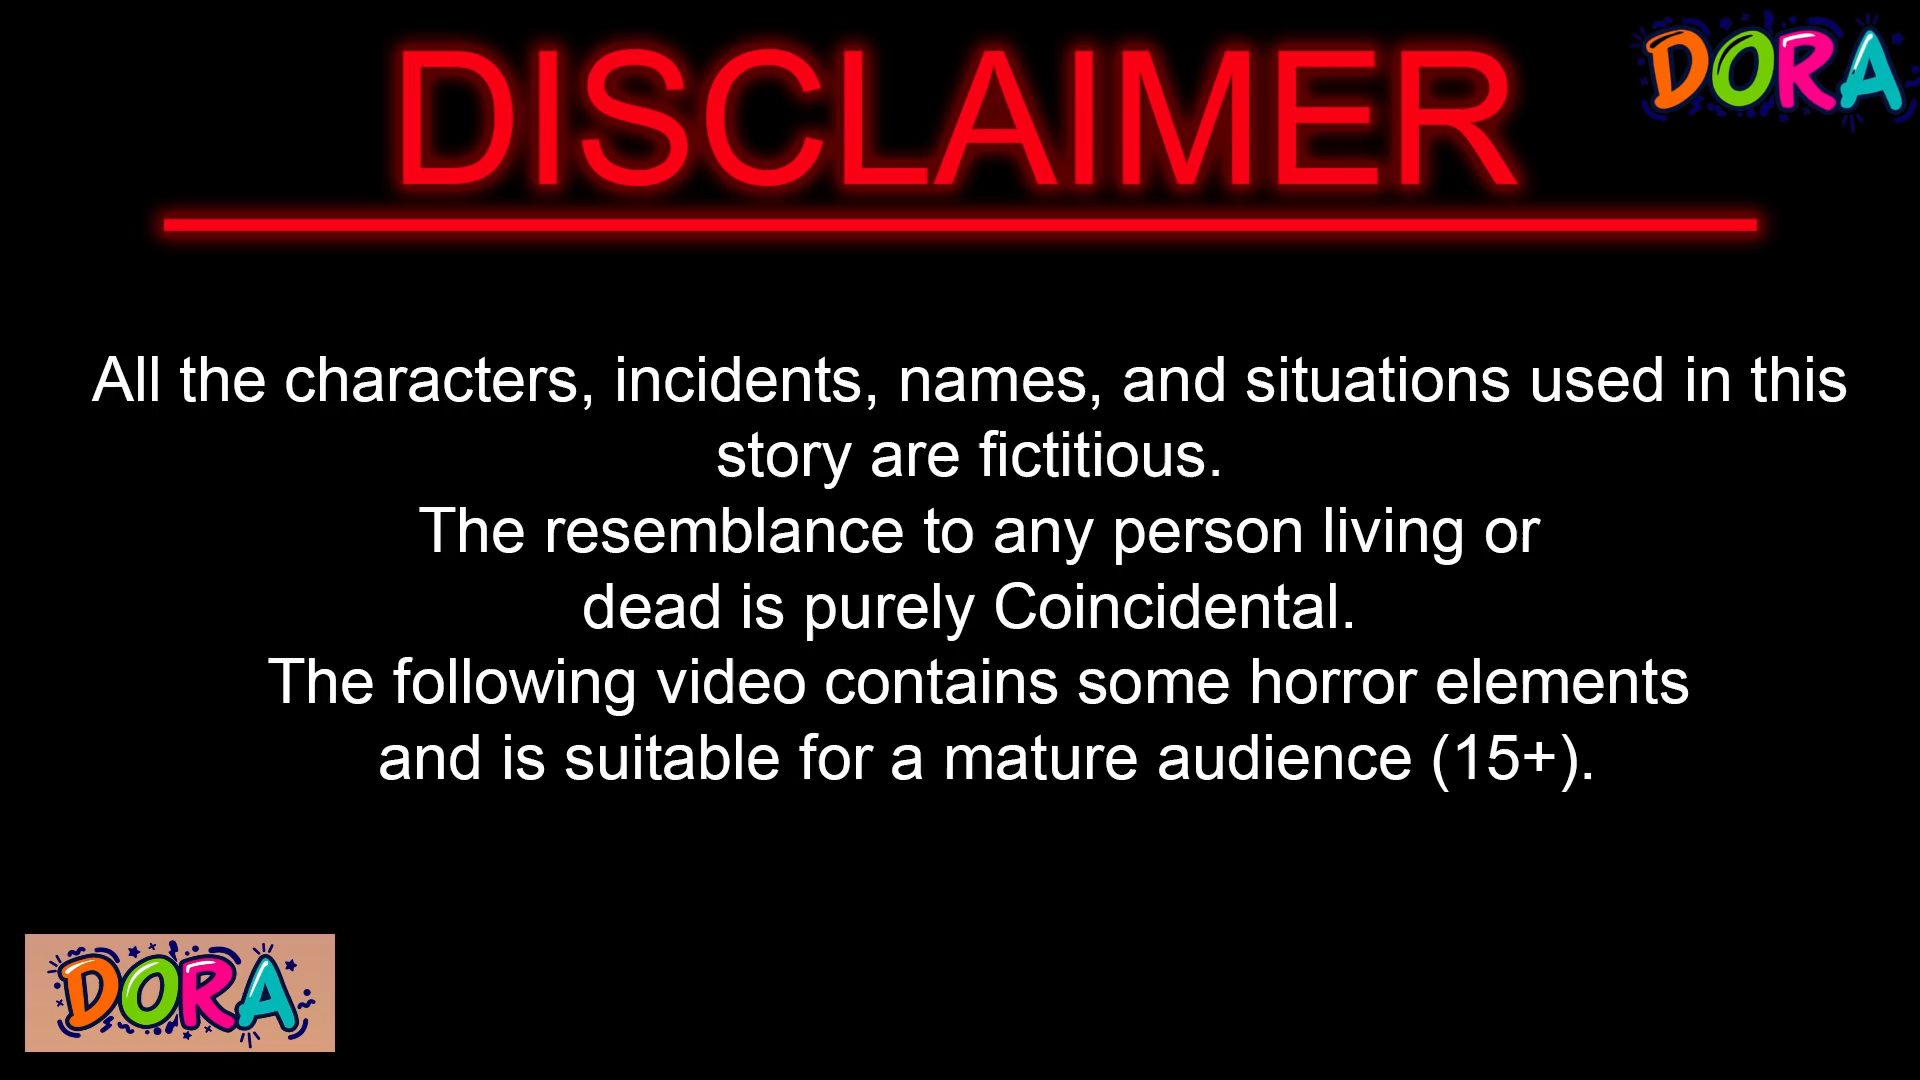 DISCLAIMER
DORA
All the characters, incidents, names, and situations used in this
story are fictitious.
The resemblance to any person living or
dead is purely Coincidental.
The following video contains some horror elements
and is suitable for a mature audience (15+).
DORA